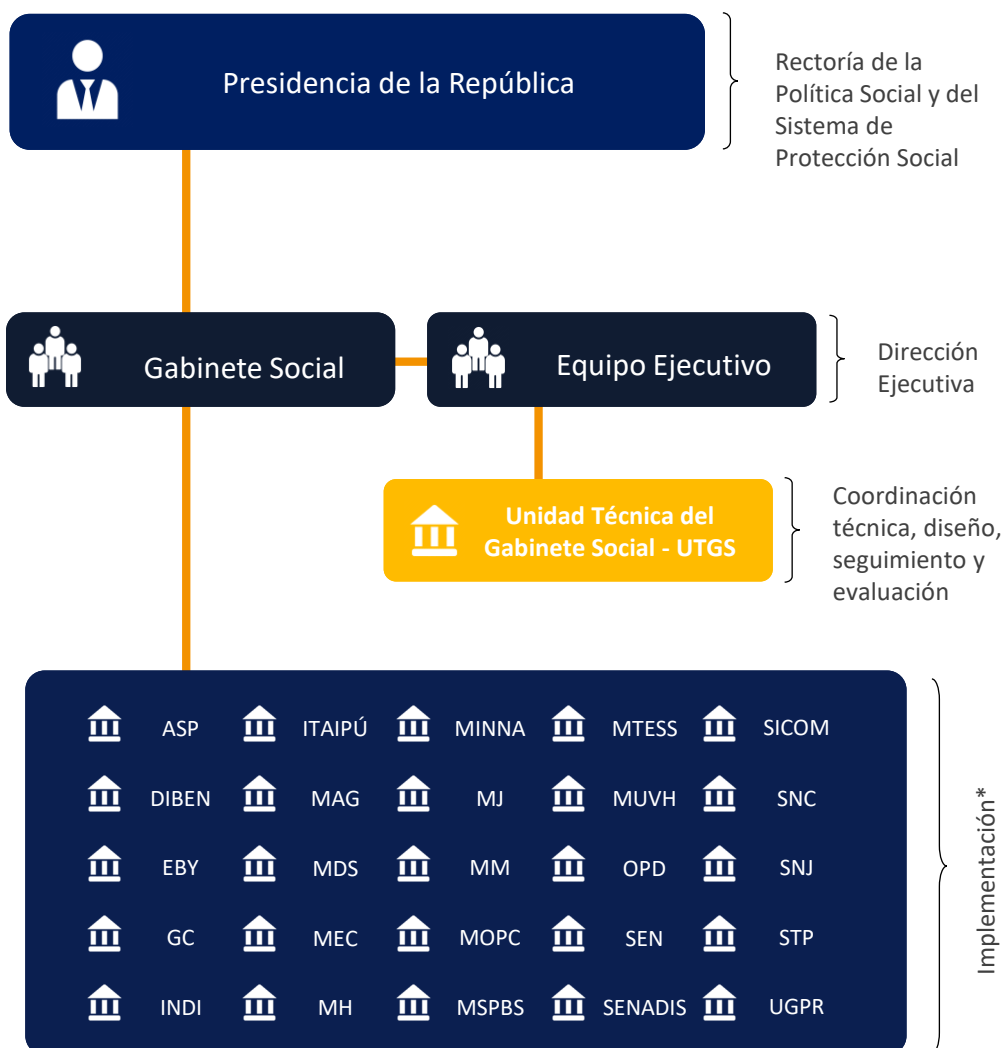 Presidencia de la República
Rectoría de la
Política Social y del
Sistema de
Protección Social
Gabinete Social
Equipo Ejecutivo
Dirección
Ejecutiva
Unidad Técnica del
Gabinete Social - UTGS
Coordinación
técnica, diseño,
seguimiento y
evaluación
ASP ITAIPÚ MINNA MTESS SICOM
DIBEN MAG MJ MUVH SNC
EBY MDS MM OPD SNJ
GC MEC MOPC SEN STP
INDI MH MSPBS SENADIS UGPR
Implementación*